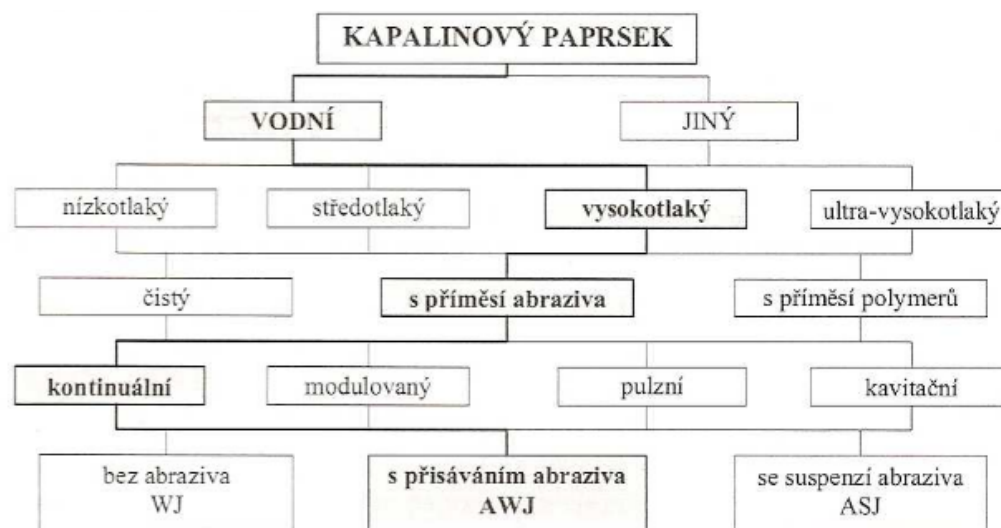 KAPALINOVÝ PAPRSEK
VODNÍ
JINÝ
nízkotlaký
středotlaký
vysokotlaký
ultra-vysokotlaký
čistý
s příměsí abraziva
s příměsí polymerů
kontinuální
modulovaný
pulzní
kavitační
bez abraziva
WJ
s přisáváním abraziva
AWJ
se suspenzí abraziva
ASJ